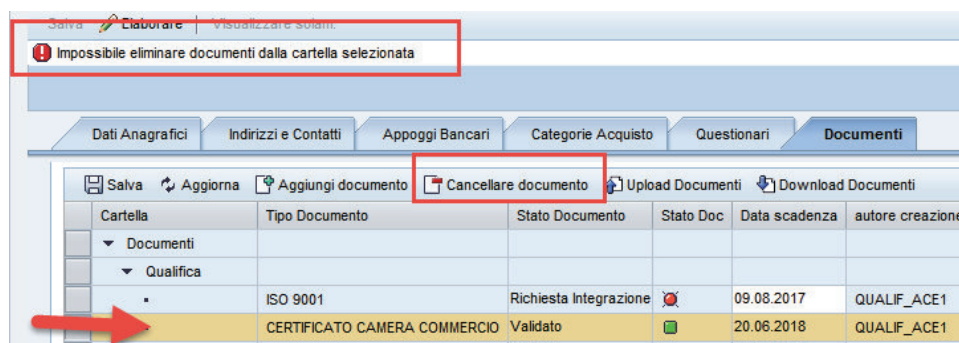 Salva Elaborare Visualizzare solam.
Impossibile eliminare documenti dalla cartella selezionata
Dati Anagrafici Indirizzi e Contatti Appoggi Bancari Categorie Acquisto Questionari Documenti
Salva Aggiorna Aggiungi documento Cancellare documento Upload Documenti Download Documenti
Cartella Tipo Documento Stato Documento Stato Doc Data scadenza autore creazione
Documenti
Qualifica
ISO 9001 Richiesta Integrazione 09.08.2017 QUALIF_ACE1
CERTIFICATO CAMERA COMMERCIO Validato 20.06.2018 QUALIF_ACE1